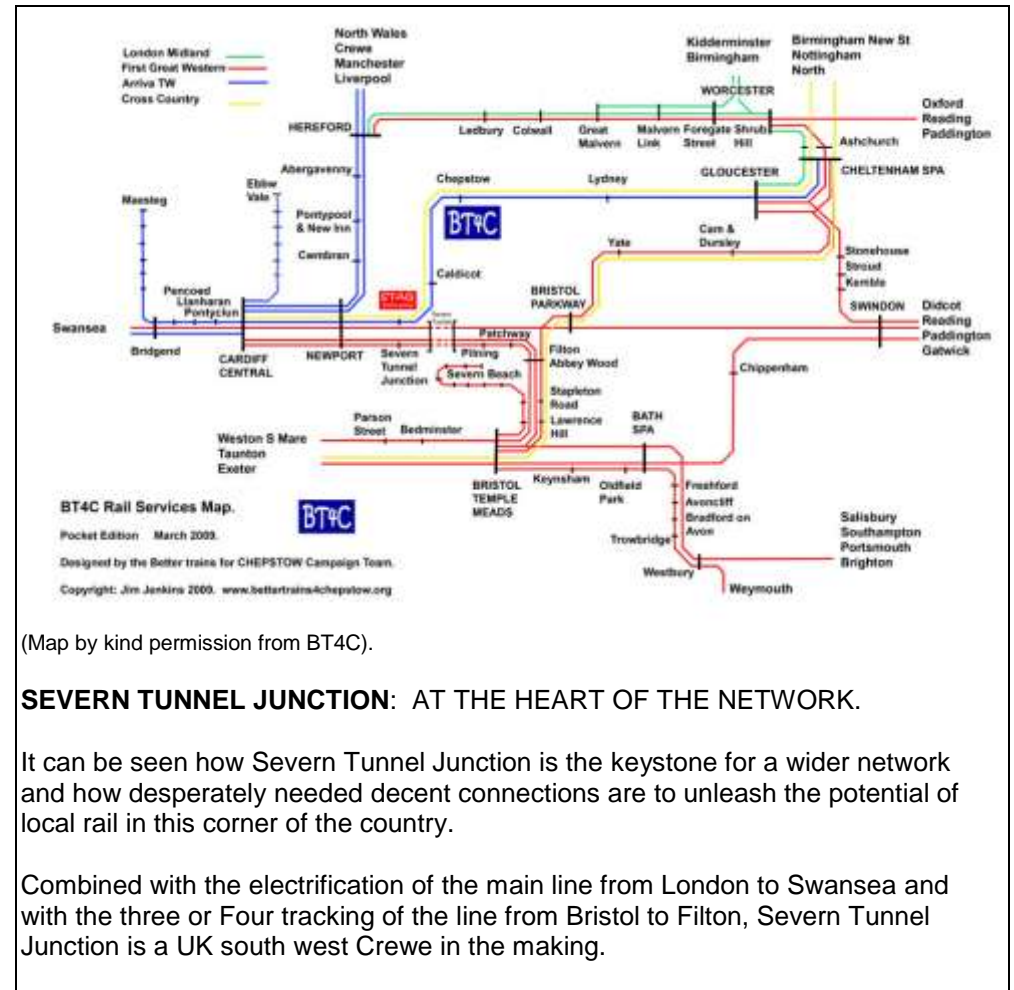 London Midland
First Great Western
Arriva TW
Cross Country
North Wales
Crewe
Manchester
Liverpool
Kidderminster
Birmingham
Birmingham New St
Nottingham
North
WORCESTER
Oxford
Reading
Paddington
HEREFORD
Ledbury
Colwall
Great
Malvern
Malvern
Link
Foregate
Street
Shrub
Hill
Ashchurch
CHELTENHAM SPA
GLOUCESTER
Abergavenny
Chepstow
Lydney
Ebbw
Vale
Maesteg
Pontypool
& New Inn
BT4C
Cwmbran
Cam &
Dursley
Yate
Stonehouse
Stroud
Kemble
Caldicot
Pencoed
Llanharan
Pontyclun
STAG
BRISTOL
PARKWAY
SWINDON
Didcot
Reading
Paddington
Gatwick
Swansea
Bridgend
CARDIFF
CENTRAL
NEWPORT
Severn
Tunnel
Junction
Patchway
Pilning
Severn Beach
Filton
Abbey Wood
Chippenham
Stapleton
Road
Lawrence
Hill
BATH
SPA
Parson
Street
Bedminster
Weston S Mare
Taunton
Exeter
BRISTOL
TEMPLE
MEADS
Keynsham
Oldfield
Park
Freshford
Avoncliff
Bradford on
Avon
Trowbridge
Westbury
Salisbury
Southampton
Portsmouth
Brighton
Weymouth
BT4C Rail Services Map.
BT4C
Pocket Edition March 2009.
Designed by the Better trains for CHEPSTOW Campaign Team.
Copyright: Jim Jenkins 2009. www.bettertrains4chepstow.org
(Map by kind permission from BT4C).
SEVERN TUNNEL JUNCTION: AT THE HEART OF THE NETWORK.
It can be seen how Severn Tunnel Junction is the keystone for a wider network
and how desperately needed decent connections are to unleash the potential of
local rail in this corner of the country.
Combined with the electrification of the main line from London to Swansea and
with the three or Four tracking of the line from Bristol to Filton, Severn Tunnel
Junction is a UK south west Crewe in the making.